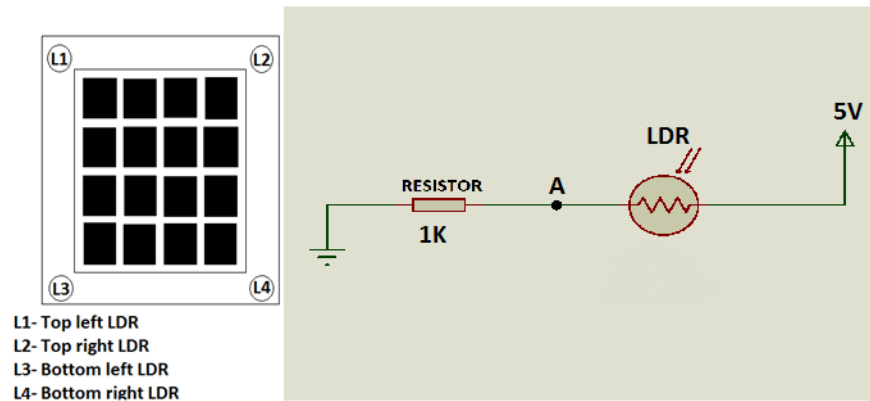 L1 L2
L3 L4
L1- Top left LDR
L2- Top right LDR
L3- Bottom left LDR
L4- Bottom right LDR
5V
LDR
RESISTOR
A
1K